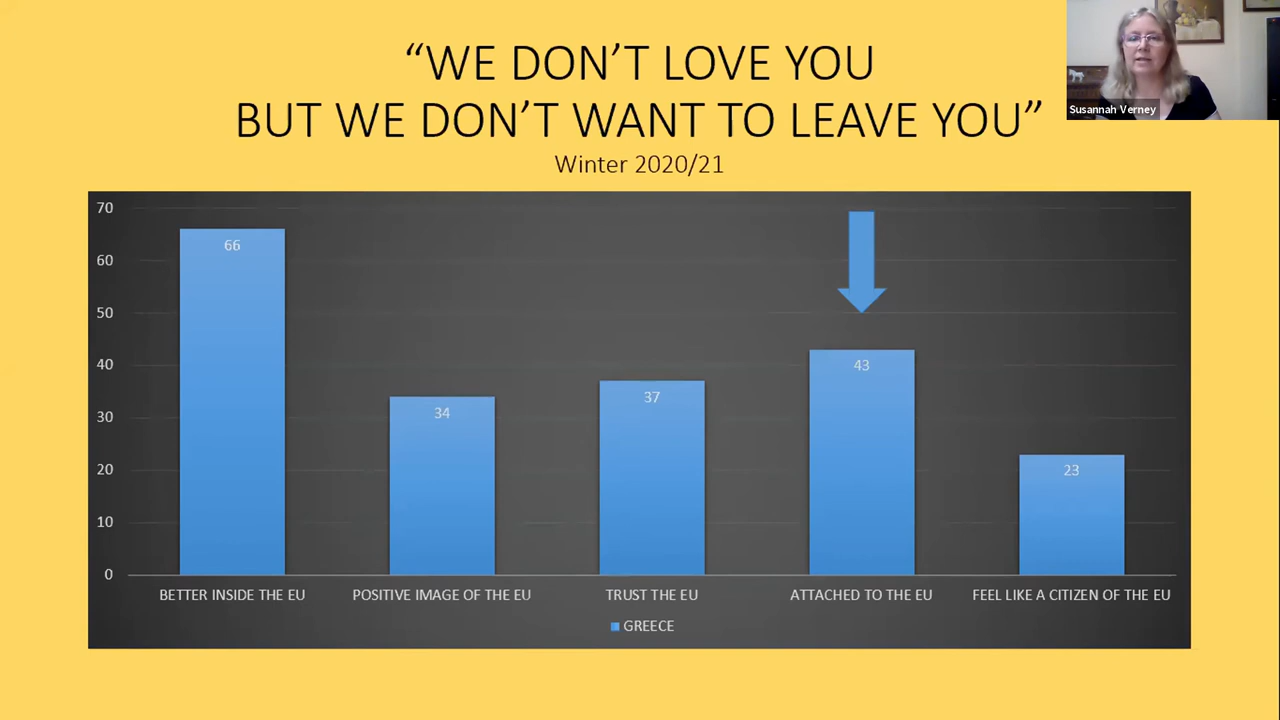 “WE DON’T LOVE YOU
BUT WE DON’T WANT TO LEAVE YOU”
Winter 2020/21
Susannah Verney
70
60
50
40
30
20
10
0
66
34
37
43
23
BETTER INSIDE THE EU
POSITIVE IMAGE OF THE EU
TRUST THE EU
ATTACHED TO THE EU
FEEL LIKE A CITIZEN OF THE EU
GREECE